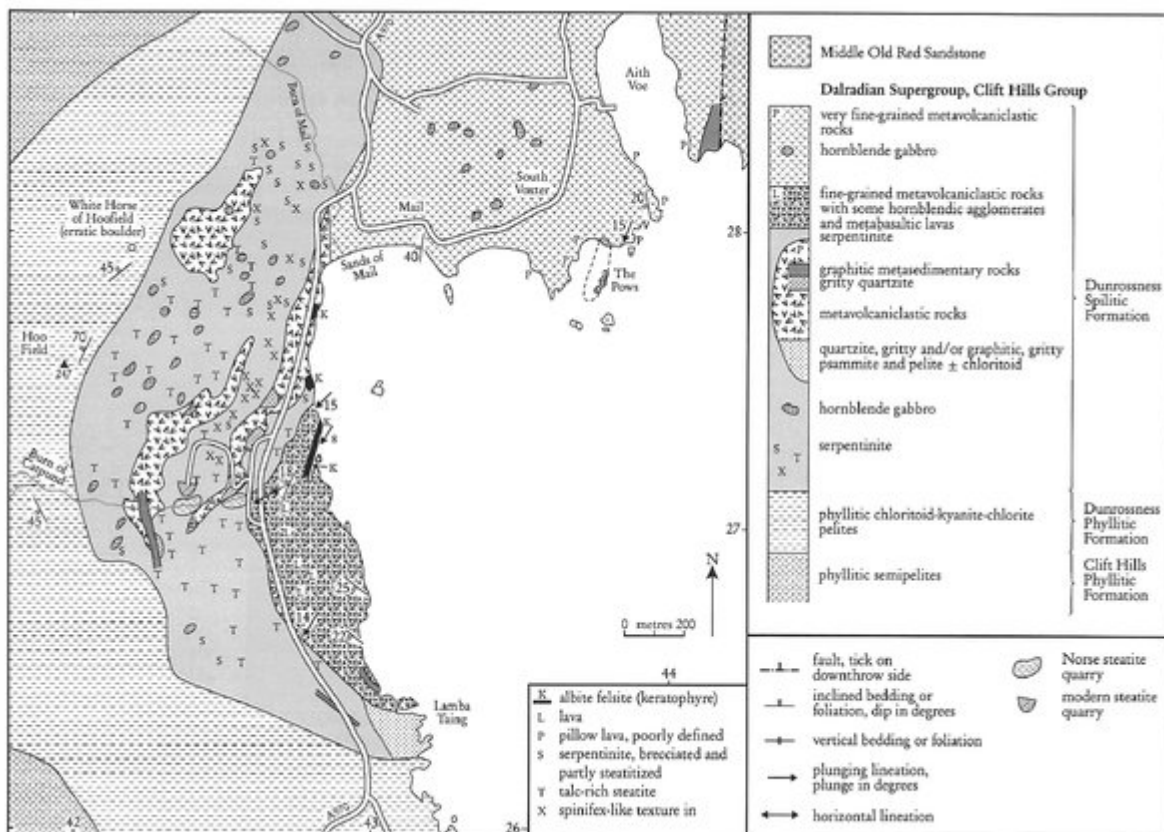 A970
Burn of Mail
Aith
Voe
South
Voxter
White Horse
of Hoofield
(erratic boulder)
Mail
Sands of
Mail
The
Pows
Hoo
Field
Burn of Catpund
Lamba
Taing
45
70
45
15
15
25
22
20
15
28
27
26
40
42
43
44
N
0 metres 200
Middle Old Red Sandstone
Dalradian Supergroup, Clift Hills Group
P very fine-grained metavolcaniclastic
rocks
hornblende gabbro
L fine-grained metavolcaniclastic rocks
with some hornblendic agglomerates
and metabasaltic lavas
serpentinite
graphitic metasedimentary rocks
gritty quartzite
metavolcaniclastic rocks
quartzite, gritty and/or graphitic, gritty
psammite and pelite ± chloritoid
hornblende gabbro
S T X serpentinite
Dunrossness
Spilitic
Formation
phyllitic chloritoid-kyanite-chlorite
pelites
Dunrossness
Phyllitic
Formation
phyllitic semipelites
Clift Hills
Phyllitic
Formation
K albite felsite (keratophyre)
L lava
P pillow lava, poorly defined
S serpentinite, brecciated and
partly steatitized
T talc-rich steatite
X spinifex-like texture in
fault, tick on
downthrow side
inclined bedding or
foliation, dip in degrees
vertical bedding or foliation
plunging lineation,
plunge in degrees
horizontal lineation
Norse steatite
quarry
modern steatite
quarry